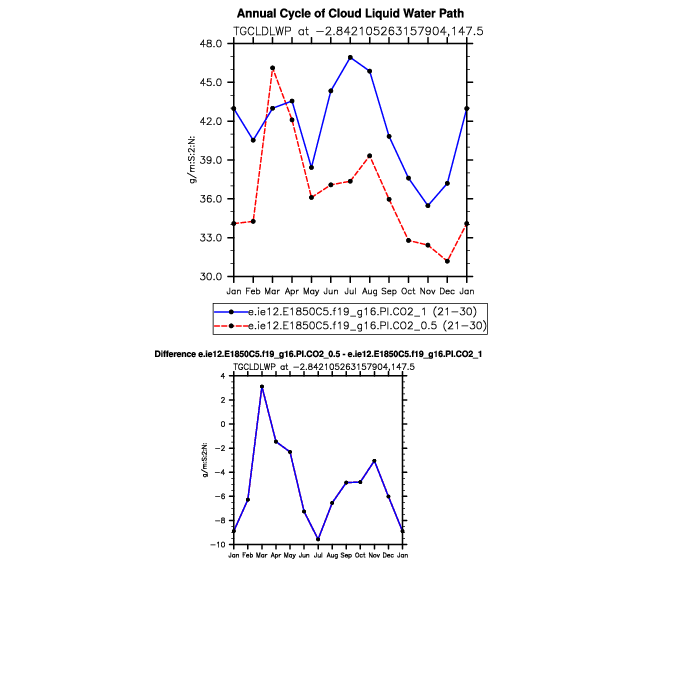 Annual Cycle of Cloud Liquid Water Path
TGCLDLWP at −2.842105263157904,147.5
48.0
45.0
42.0
39.0
36.0
33.0
30.0
g/m:S:2:N:
Jan Feb Mar Apr May Jun Jul Aug Sep Oct Nov Dec Jan
e.ie12.E1850C5.f19_g16.PI.CO2_1 (21−30)
e.ie12.E1850C5.f19_g16.PI.CO2_0.5 (21−30)
Difference e.ie12.E1850C5.f19_g16.PI.CO2_0.5 - e.ie12.E1850C5.f19_g16.PI.CO2_1
TGCLDLWP at −2.842105263157904,147.5
4
2
0
−2
−4
−6
−8
−10
g/m:S:2:N:
Jan Feb Mar Apr May Jun Jul Aug Sep Oct Nov Dec Jan